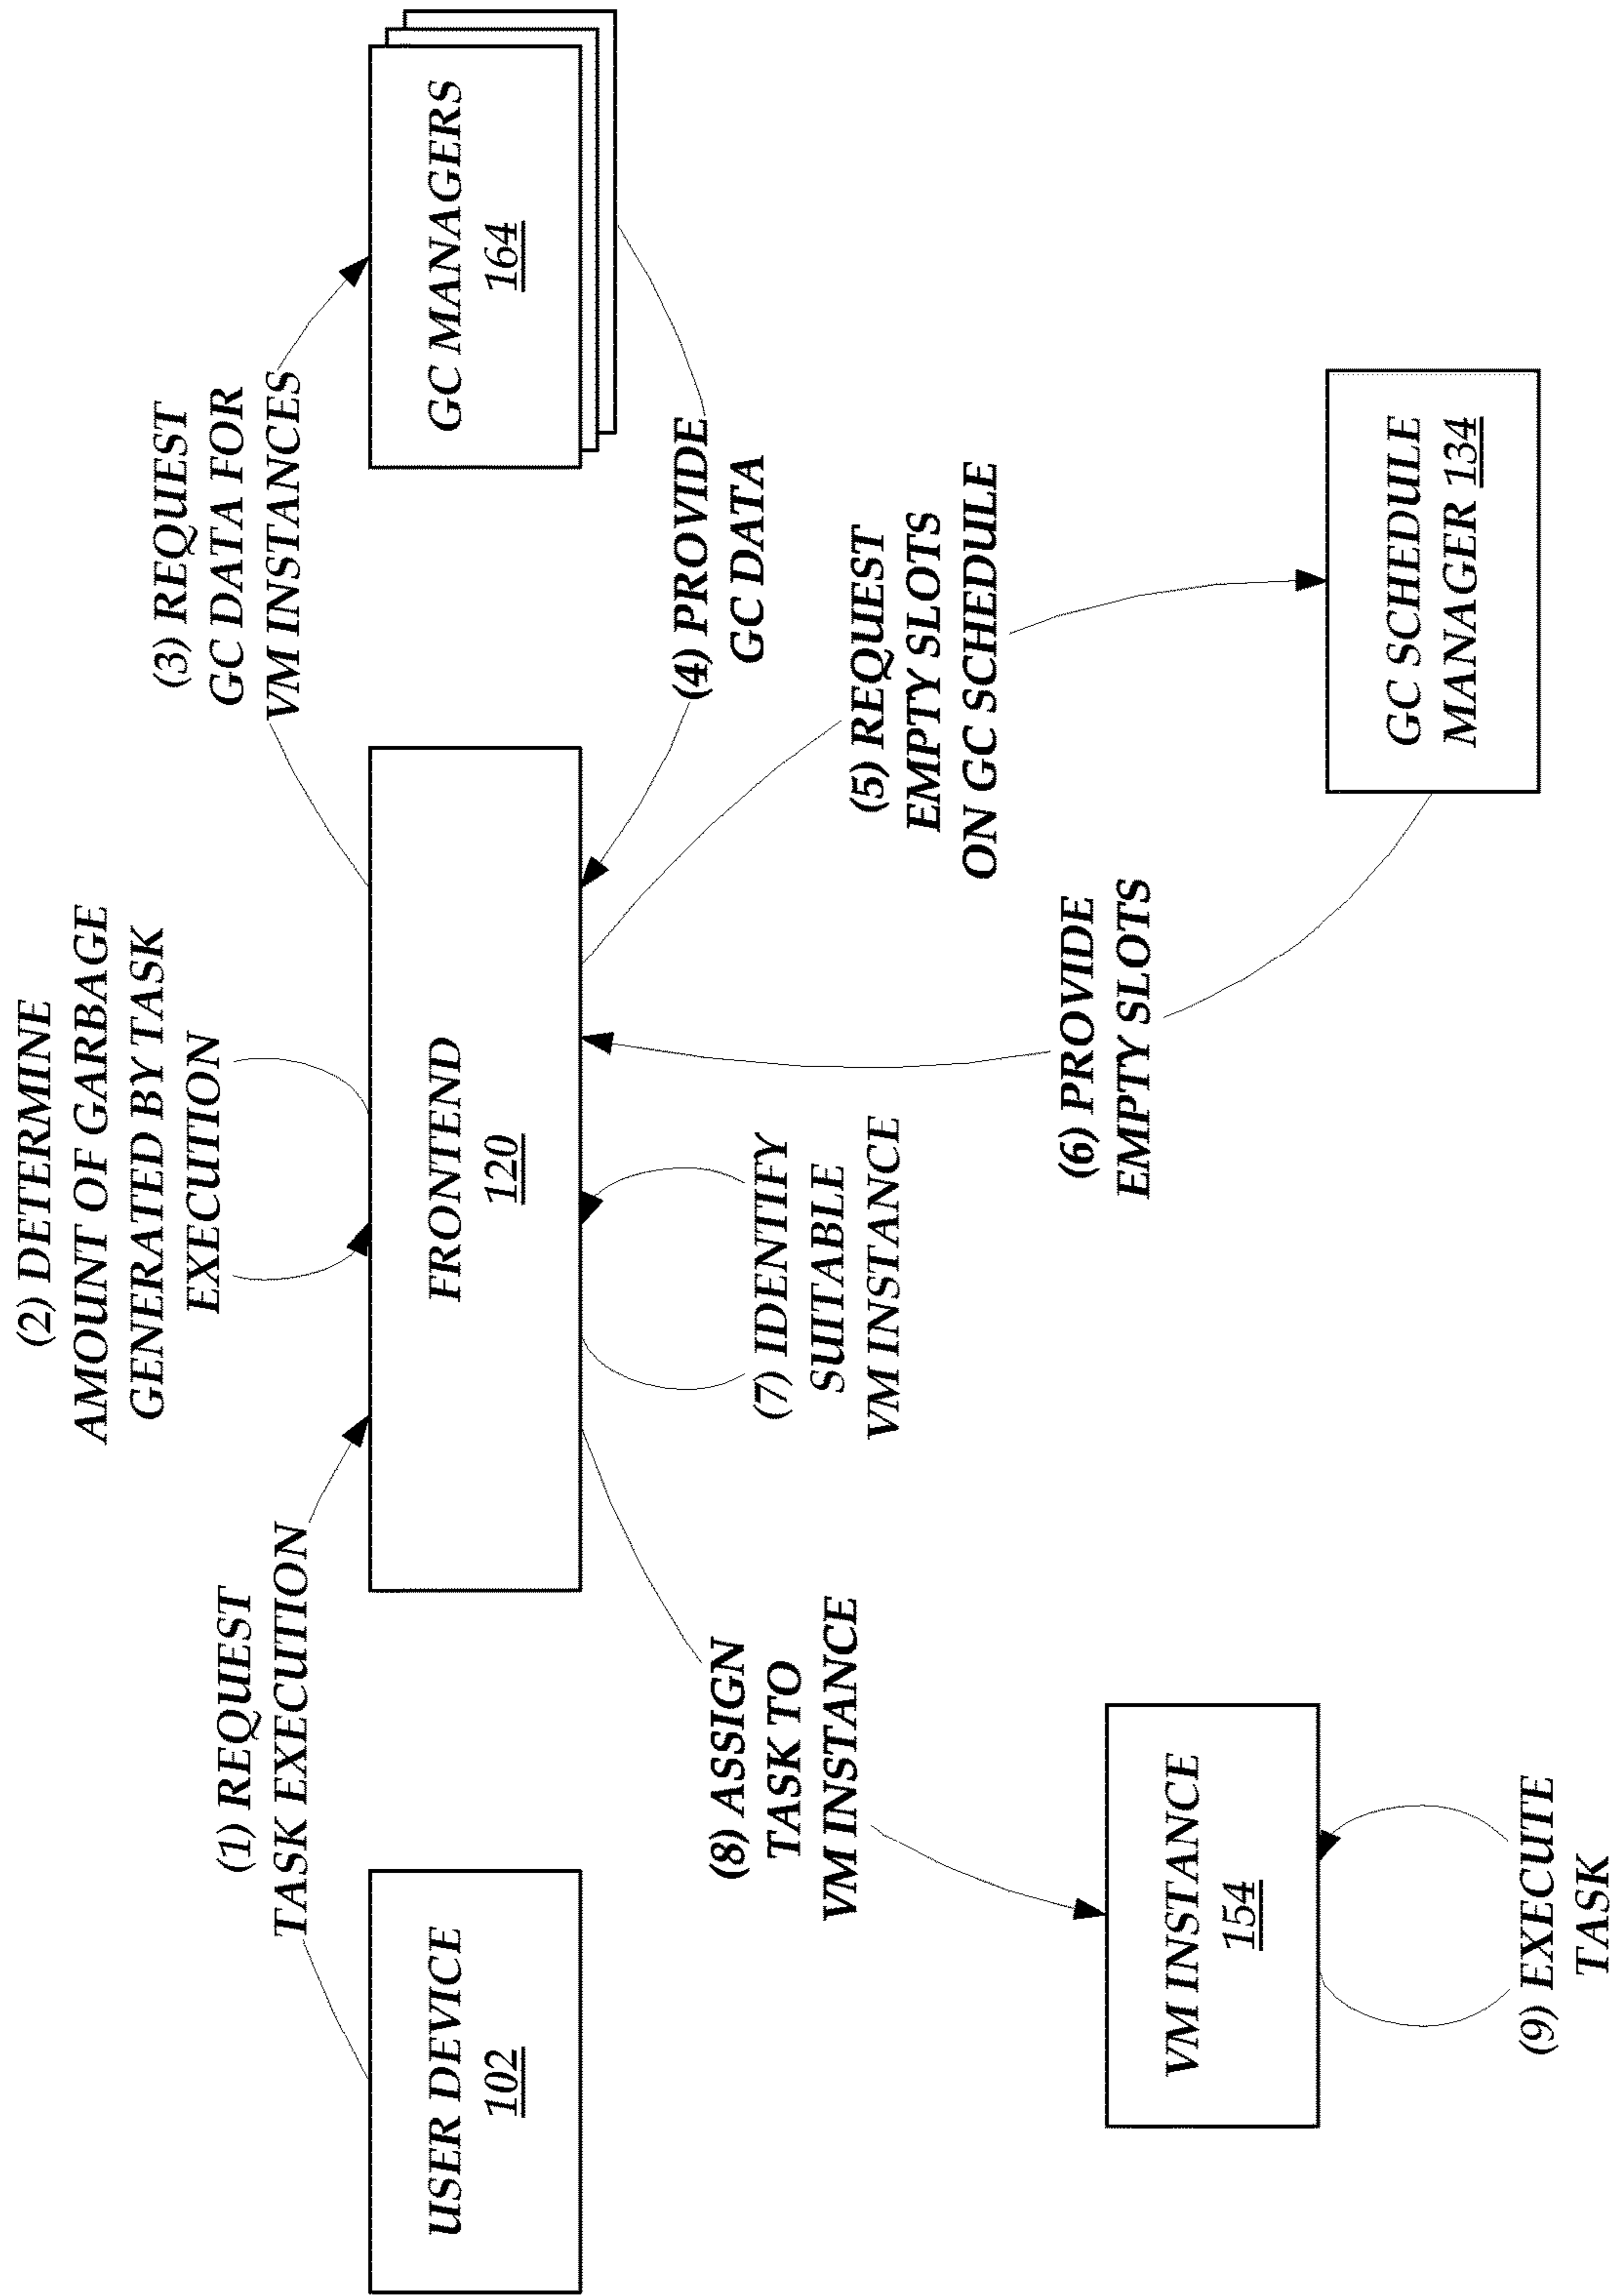 (2) DETERMINE
AMOUNT OF GARBAGE
GENERATED BY TASK
EXECUTION
(1) REQUEST
TASK EXECUTION
(3) REQUEST
GC DATA FOR
VM INSTANCES
USER DEVICE
102
FRONTEND
120
GC MANAGERS
164
(4) PROVIDE
GC DATA
(8) ASSIGN
TASK TO
VM INSTANCE
(7) IDENTIFY
SUITABLE
VM INSTANCE
(5) REQUEST
EMPTY SLOTS
ON GC SCHEDULE
(6) PROVIDE
EMPTY SLOTS
VM INSTANCE
154
GC SCHEDULE
MANAGER 134
(9) EXECUTE
TASK